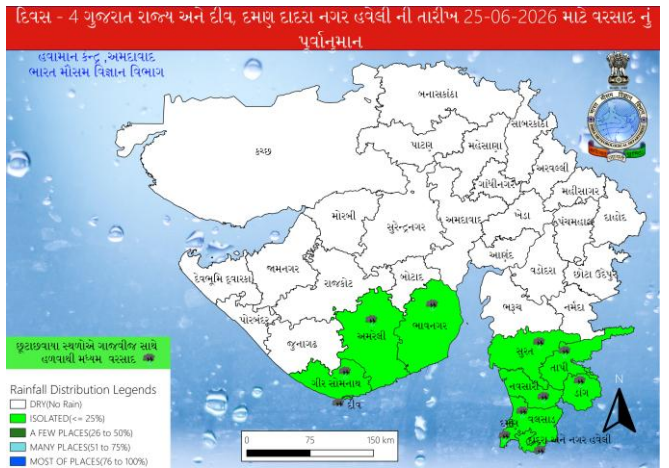 દિવસ - 4 ગુજરાત રાજ્ય અને દીવ, દમણ દાદરા નગર હવેલી ની તારીખ 25-06-2026 માટે વરસાદ નું
પુર્વાનુમાન
હવામાન કેન્દ્ર ,અમદાવાદ
ભારત મૌસમ વિજ્ઞાન વિભાગ
બનાસકાંઠા
સાબરકાંઠા
કચ્છ
પાટણ
મહેસાણા
અરવલ્લી
ગાંધીનગર
મહીસાગર
મોરબી
સુરેન્દ્રનગર
અમદાવાદ
ખેડા
પંચમહાલ
દાહોદ
આણંદ
જામનગર
દેવભૂમિ દ્વારકા
રાજકોટ
બોટાદ
વડોદરા
છોટા ઉદેપુર
ભરૂચ
નર્મદા
પોરબંદર
જુનાગઢ
અમરેલી
ભાવનગર
ગીર સોમનાથ
દીવ
સુરત
તાપી
નવસારી
ડાંગ
વલસાડ
દમણ
દાદરા અને નગર હવેલી
છૂટાછવાયા સ્થળોએ ગાજવીજ સાથે
હળવાથી મધ્યમ વરસાદ
Rainfall Distribution Legends
DRY(No Rain)
ISOLATED(<= 25%)
A FEW PLACES(26 to 50%)
MANY PLACES(51 to 75%)
MOST OF PLACES(76 to 100%)
0 75 150 km
N